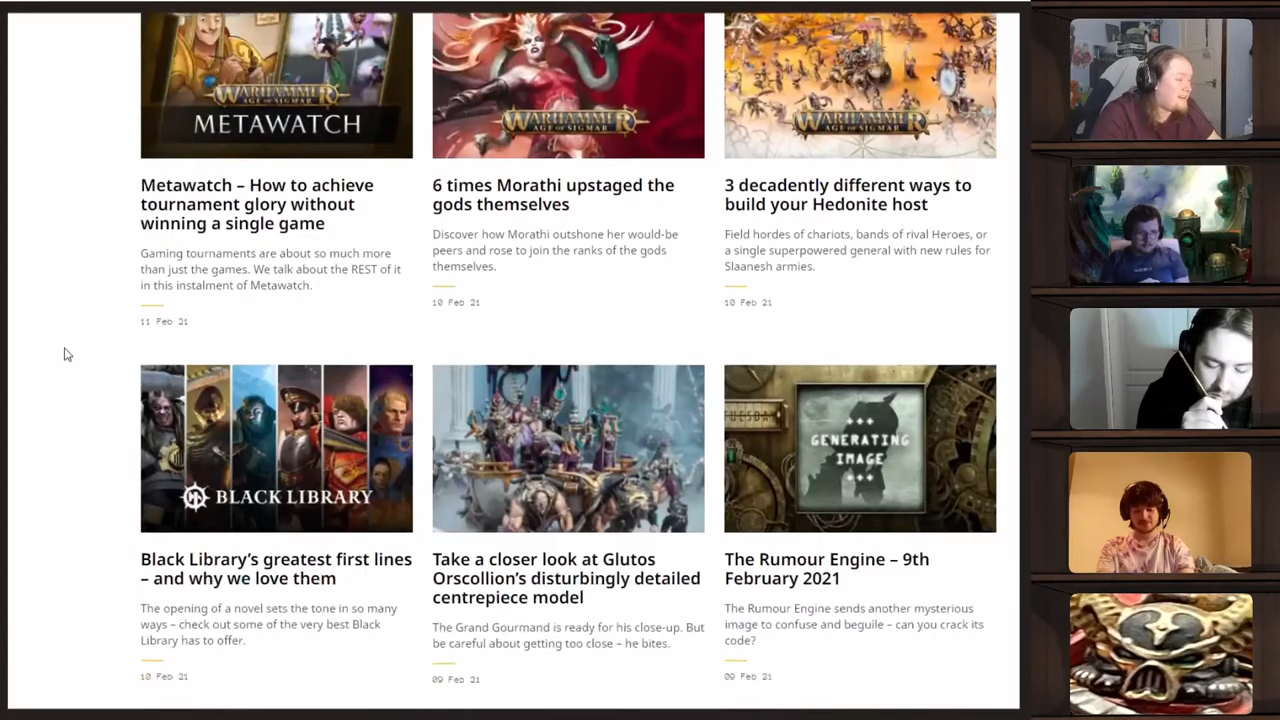 WARHAMMER
AGE OF SIGMAR
METAWATCH
Metawatch – How to achieve
tournament glory without
winning a single game
Gaming tournaments are about so much more
than just the games. We talk about the REST of it
in this instalment of Metawatch.
11 Feb 21
WARHAMMER
AGE OF SIGMAR
6 times Morathi upstaged the
gods themselves
Discover how Morathi outshone her would-be
peers and rose to join the ranks of the gods
themselves.
10 Feb 21
WARHAMMER
AGE OF SIGMAR
3 decadently different ways to
build your Hedonite host
Field hordes of chariots, bands of rival Heroes, or
a single superpowered general with new rules for
Slaanesh armies.
10 Feb 21
BLACK LIBRARY
Black Library's greatest first lines
– and why we love them
The opening of a novel sets the tone in so many
ways – check out some of the very best Black
Library has to offer.
10 Feb 21
Take a closer look at Glutos
Orscollion's disturbingly detailed
centrepiece model
The Grand Gourmand is ready for his close-up. But
be careful about getting too close – he bites.
09 Feb 21
TUESDA
+++
GENERATING
IMAGE
+++
The Rumour Engine – 9th
February 2021
The Rumour Engine sends another mysterious
image to confuse and beguile – can you crack its
code?
09 Feb 21